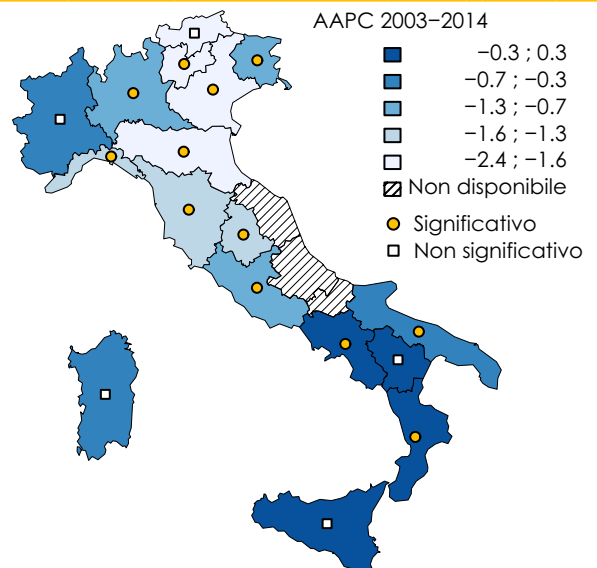 AAPC 2003−2014
−0.3 ; 0.3
−0.7 ; −0.3
−1.3 ; −0.7
−1.6 ; −1.3
−2.4 ; −1.6
Non disponibile
Significativo
Non significativo